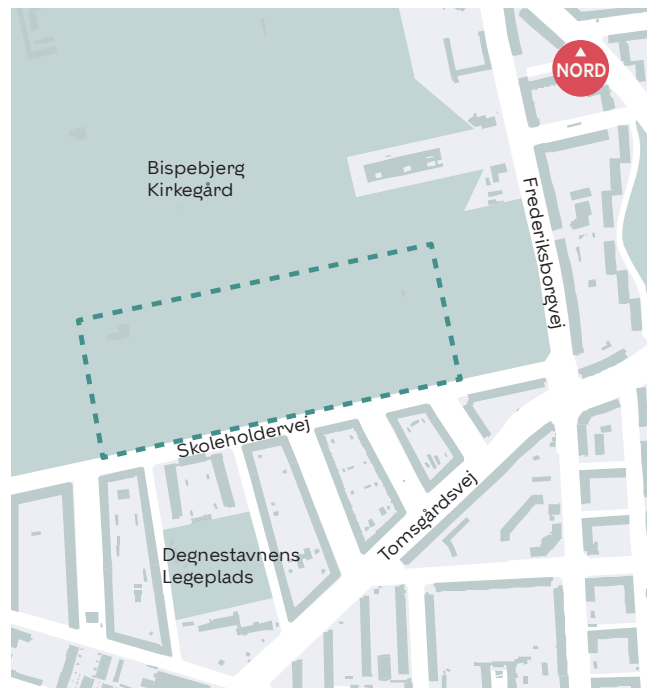 NORD
Bispebjerg
Kirkegård
Frederiksborgvej
Skoleholdervej
Tomsgårdsvej
Degnestavnens
Legeplads